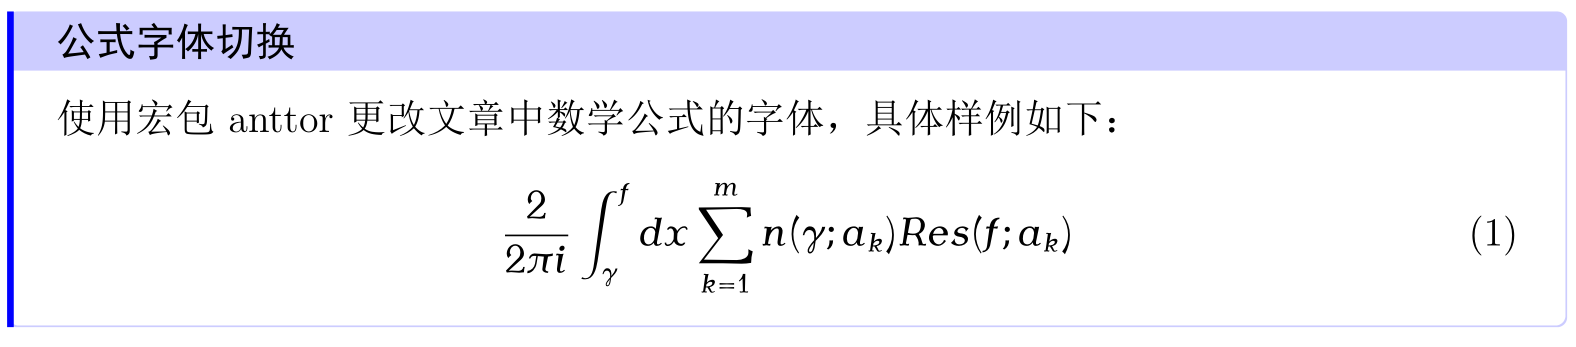 公式字体切换
使用宏包 anttor 更改文章中数学公式的字体，具体样例如下：
\frac{2}{2\pi i} \int_{\gamma}^{f} dx \sum_{k=1}^{m} n(\gamma; a_k) Res(f; a_k) (1)